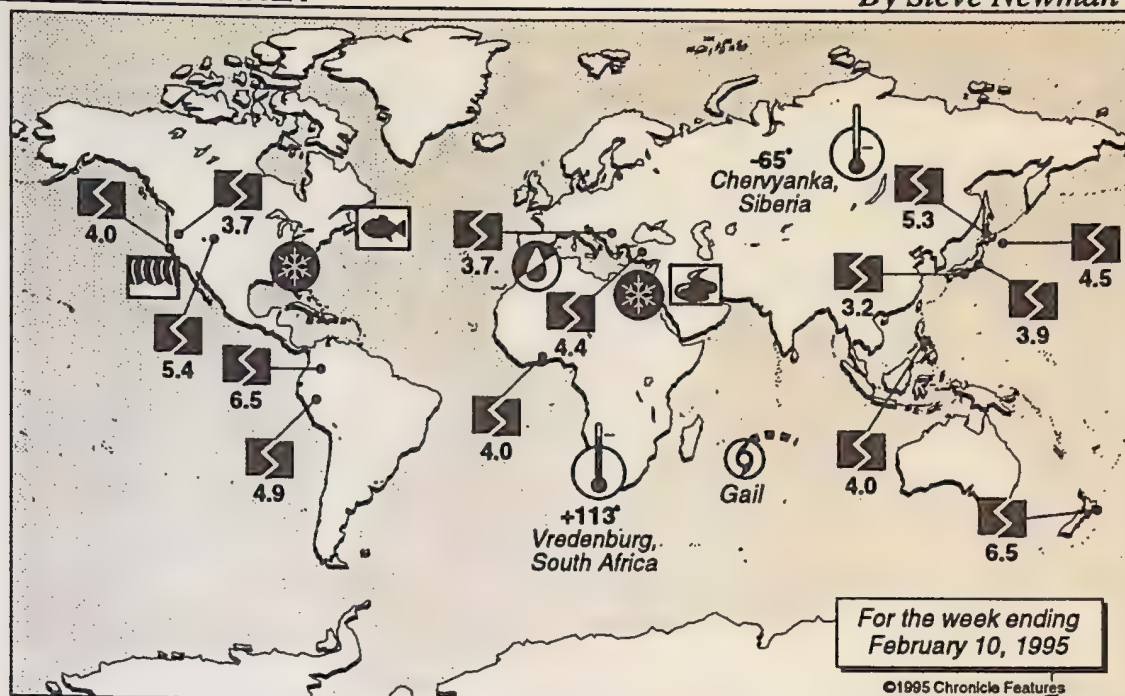 By Steve Newman
-65°
Chervyanka,
Siberia
4.0
3.7
5.3
3.7
4.5
3.2
3.9
5.4
4.4
6.5
4.0
4.9
4.0
Gail
+113°
Vredenburg,
South Africa
6.5
For the week ending
February 10, 1995
©1995 Chronicle Features